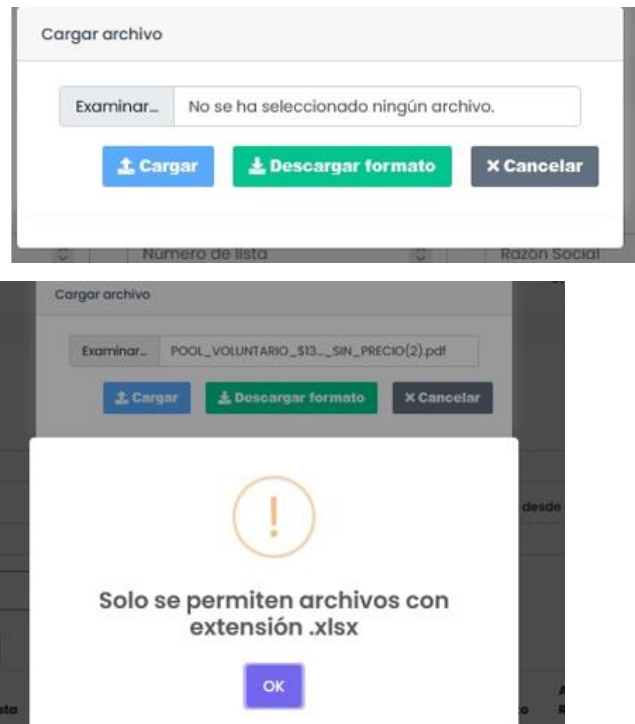 Cargar archivo
Examinar... No se ha seleccionado ningún archivo.
Cargar Descargar formato Cancelar
Número de lista Razón Social
Cargar archivo
Examinar... POOL_VOLUNTARIO_$13..._SIN_PRECIO(2).pdf
Cargar Descargar formato Cancelar
desde
Solo se permiten archivos con
extensión .xlsx
OK